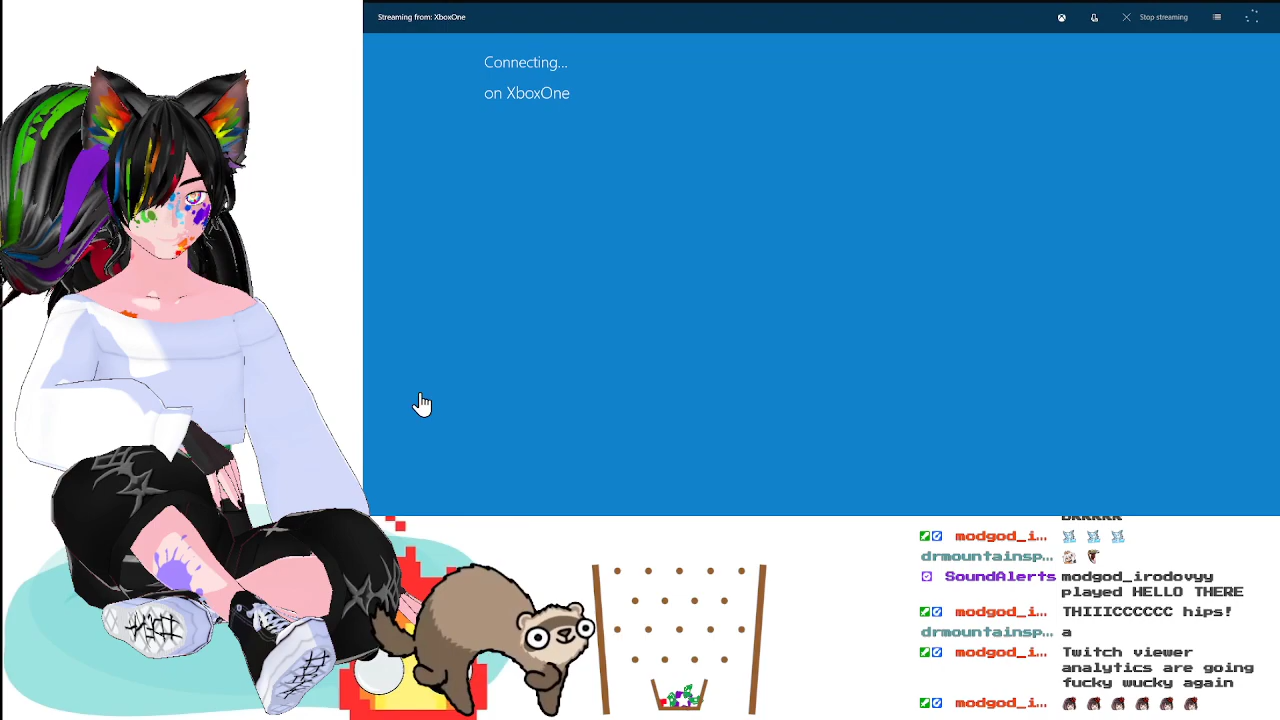 Streaming from: XboxOne
Stop streaming
Connecting...
on XboxOne
modgod_i...
drmountainsp...
SoundAlerts modgod_irodovyy
played HELLO THERE
modgod_i... THIIICCCCCC hips!
drmountainsp... a
modgod_i... Twitch viewer
analytics are going
fucky wucky again
modgod_i...